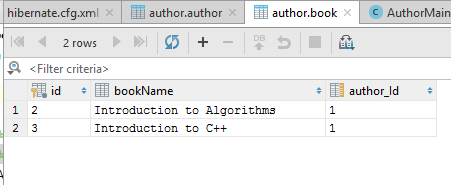 hibernate.cfg.xml author.author author.book AuthorMain
2 rows DB
<Filter criteria>
id bookName author_Id
1 2 Introduction to Algorithms 1
2 3 Introduction to C++ 1